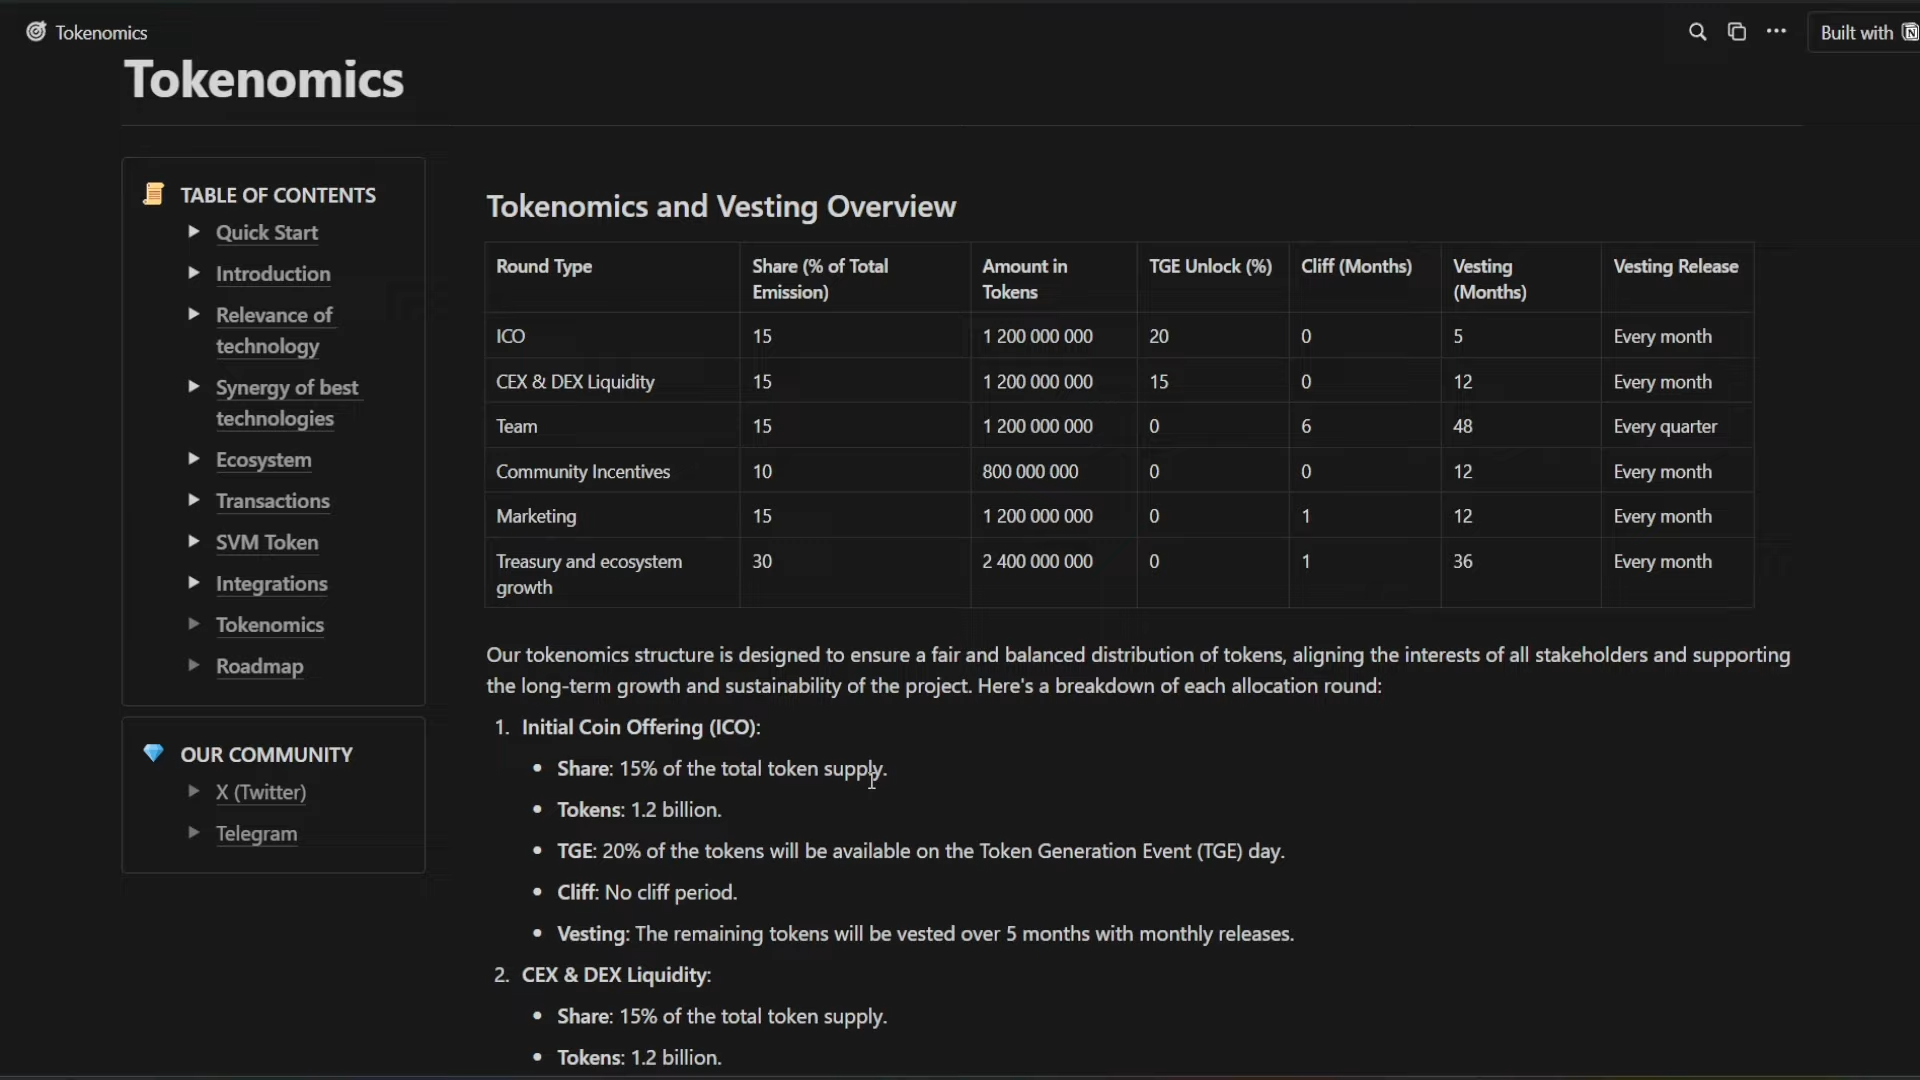 Tokenomics
Built with
Tokenomics
TABLE OF CONTENTS
Quick Start
Introduction
Relevance of
technology
Synergy of best
technologies
Ecosystem
Transactions
SVM Token
Integrations
Tokenomics
Roadmap
OUR COMMUNITY
X (Twitter)
Telegram
Tokenomics and Vesting Overview
Round Type Share (% of Total Emission) Amount in Tokens TGE Unlock (%) Cliff (Months) Vesting (Months) Vesting Release
ICO 15 1 200 000 000 20 0 5 Every month
CEX & DEX Liquidity 15 1 200 000 000 15 0 12 Every month
Team 15 1 200 000 000 0 6 48 Every quarter
Community Incentives 10 800 000 000 0 0 12 Every month
Marketing 15 1 200 000 000 0 1 12 Every month
Treasury and ecosystem growth 30 2 400 000 000 0 1 36 Every month
Our tokenomics structure is designed to ensure a fair and balanced distribution of tokens, aligning the interests of all stakeholders and supporting
the long-term growth and sustainability of the project. Here's a breakdown of each allocation round:
1. Initial Coin Offering (ICO):
• Share: 15% of the total token supply.
• Tokens: 1.2 billion.
• TGE: 20% of the tokens will be available on the Token Generation Event (TGE) day.
• Cliff: No cliff period.
• Vesting: The remaining tokens will be vested over 5 months with monthly releases.
2. CEX & DEX Liquidity:
• Share: 15% of the total token supply.
• Tokens: 1.2 billion.